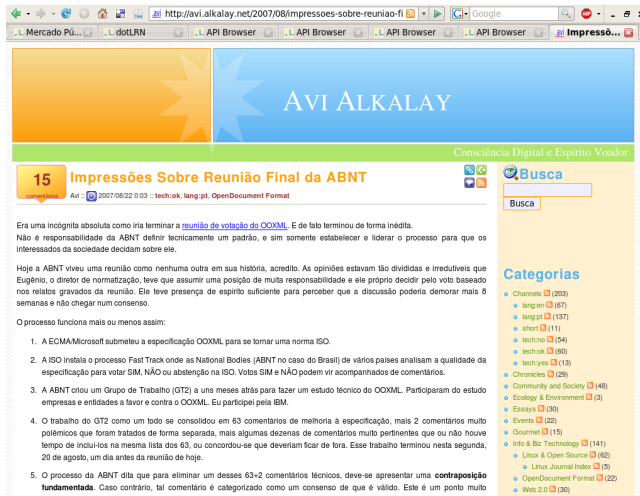 http://avi.alkalay.net/2007/08/impressoes-sobre-reuniao-fi
Google
Mercado Pú...
dotLRN
API Browser
API Browser
API Browser
API Browser
Impressõ...
AVI ALKALAY
Consciência Digital e Espírito Voador
15
comentários
Impressões Sobre Reunião Final da ABNT
Avi :: 2007/08/22 0:03 :: tech:ok, lang:pt, OpenDocument Format
Era uma incógnita absoluta como iria terminar a reunião de votação do OOXML. E de fato terminou de forma inédita.
Não é responsabilidade da ABNT definir tecnicamente um padrão, e sim somente estabelecer e liderar o processo para que os
interessados da sociedade decidam sobre ele.
Hoje a ABNT viveu uma reunião como nenhuma outra em sua história, acredito. As opiniões estavam tão divididas e irredutíveis que
Eugênio, o diretor de normatização, teve que assumir uma posição de muita responsabilidade e ele próprio decidir pelo voto baseado
nos relatos gravados da reunião. Ele teve presença de espírito suficiente para perceber que a discussão poderia demorar mais 8
semanas e não chegar num consenso.
O processo funciona mais ou menos assim:
1. A ECMA/Microsoft submeteu a especificação OOXML para se tornar uma norma ISO.
2. A ISO instala o processo Fast Track onde as National Bodies (ABNT no caso do Brasil) de vários países analisam a qualidade da
especificação para votar SIM, NÃO ou abstenção na ISO. Votos SIM e NÃO podem vir acompanhados de comentários.
3. A ABNT criou um Grupo de Trabalho (GT2) a uns meses atrás para fazer um estudo técnico do OOXML. Participaram do estudo
empresas e entidades a favor e contra o OOXML. Eu participei pela IBM.
4. O trabalho do GT2 como um todo se consolidou em 63 comentários de melhoria à especificação, mais 2 comentários muito
polêmicos que foram tratados de forma separada, mais algumas dezenas de comentários muito pertinentes que ou não houve
tempo de incluí-los na mesma lista dos 63, ou concordou-se que deveriam ficar de fora. Esse trabalho terminou nesta segunda,
20 de agosto, um dia antes da reunião de hoje.
5. O processo da ABNT dita que para eliminar um desses 63+2 comentários técnicos, deve-se apresentar uma contraposição
fundamentada. Caso contrário, tal comentário é categorizado como um consenso de que é válido. Este é um ponto muito
Busca
Busca
Categorias
Channels (203)
lang:en (67)
lang:pt (137)
short (11)
tech:no (54)
tech:ok (60)
tech:yes (13)
Chronicles (29)
Community and Society (48)
Ecology & Environment (3)
Essays (30)
Events (22)
Gourmet (15)
Info & Biz Technology (141)
Linux & Open Source (62)
Linux Journal Index (5)
OpenDocument Format (22)
Web 2.0 (30)